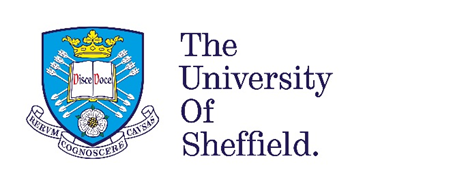 Disce Doce
RERVM COGNOSCERE CAVSAS
The
University
Of
Sheffield.